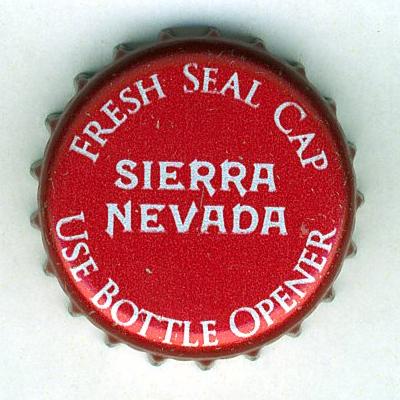 FRESH SEAL CAP
SIERRA
NEVADA
USE BOTTLE OPENER